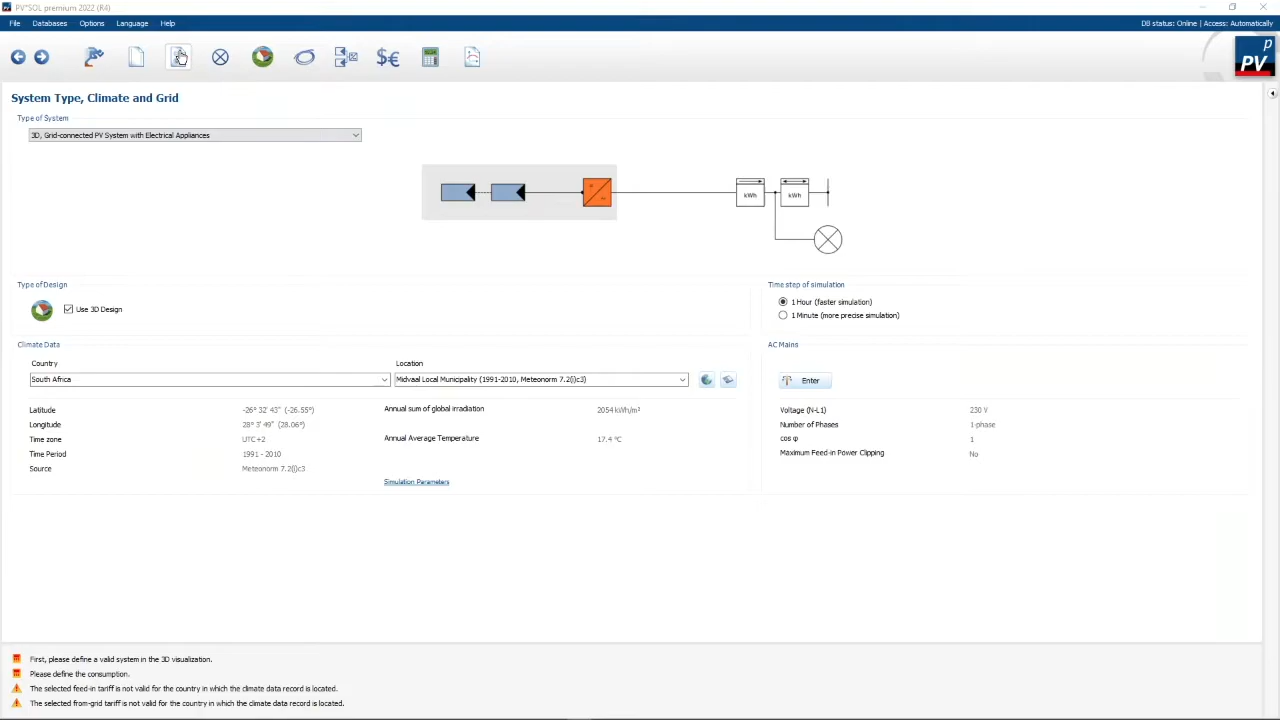 PV*SOL premium 2022 (R4)
File Databases Options Language Help
DB status: Online | Access: Automatically
$€
p
PV
System Type, Climate and Grid
Type of System
3D, Grid-connected PV System with Electrical Appliances
kWh
kWh
Type of Design
Use 3D Design
Time step of simulation
1 Hour (faster simulation)
1 Minute (more precise simulation)
Climate Data
Country
Location
South Africa
Midvaal Local Municipality (1991-2010, Meteonorm 7.2(i)c3)
Latitude -26° 32' 43" (-26.55°)
Longitude 28° 3' 49" (28.06°)
Time zone UTC+2
Time Period 1991 - 2010
Source Meteonorm 7.2(i)c3
Annual sum of global irradiation 2054 kWh/m²
Annual Average Temperature 17.4 °C
Simulation Parameters
AC Mains
Enter
Voltage (N-L1) 230 V
Number of Phases 1-phase
cos φ 1
Maximum Feed-in Power Clipping No
First, please define a valid system in the 3D visualization.
Please define the consumption.
The selected feed-in tariff is not valid for the country in which the climate data record is located.
The selected from-grid tariff is not valid for the country in which the climate data record is located.